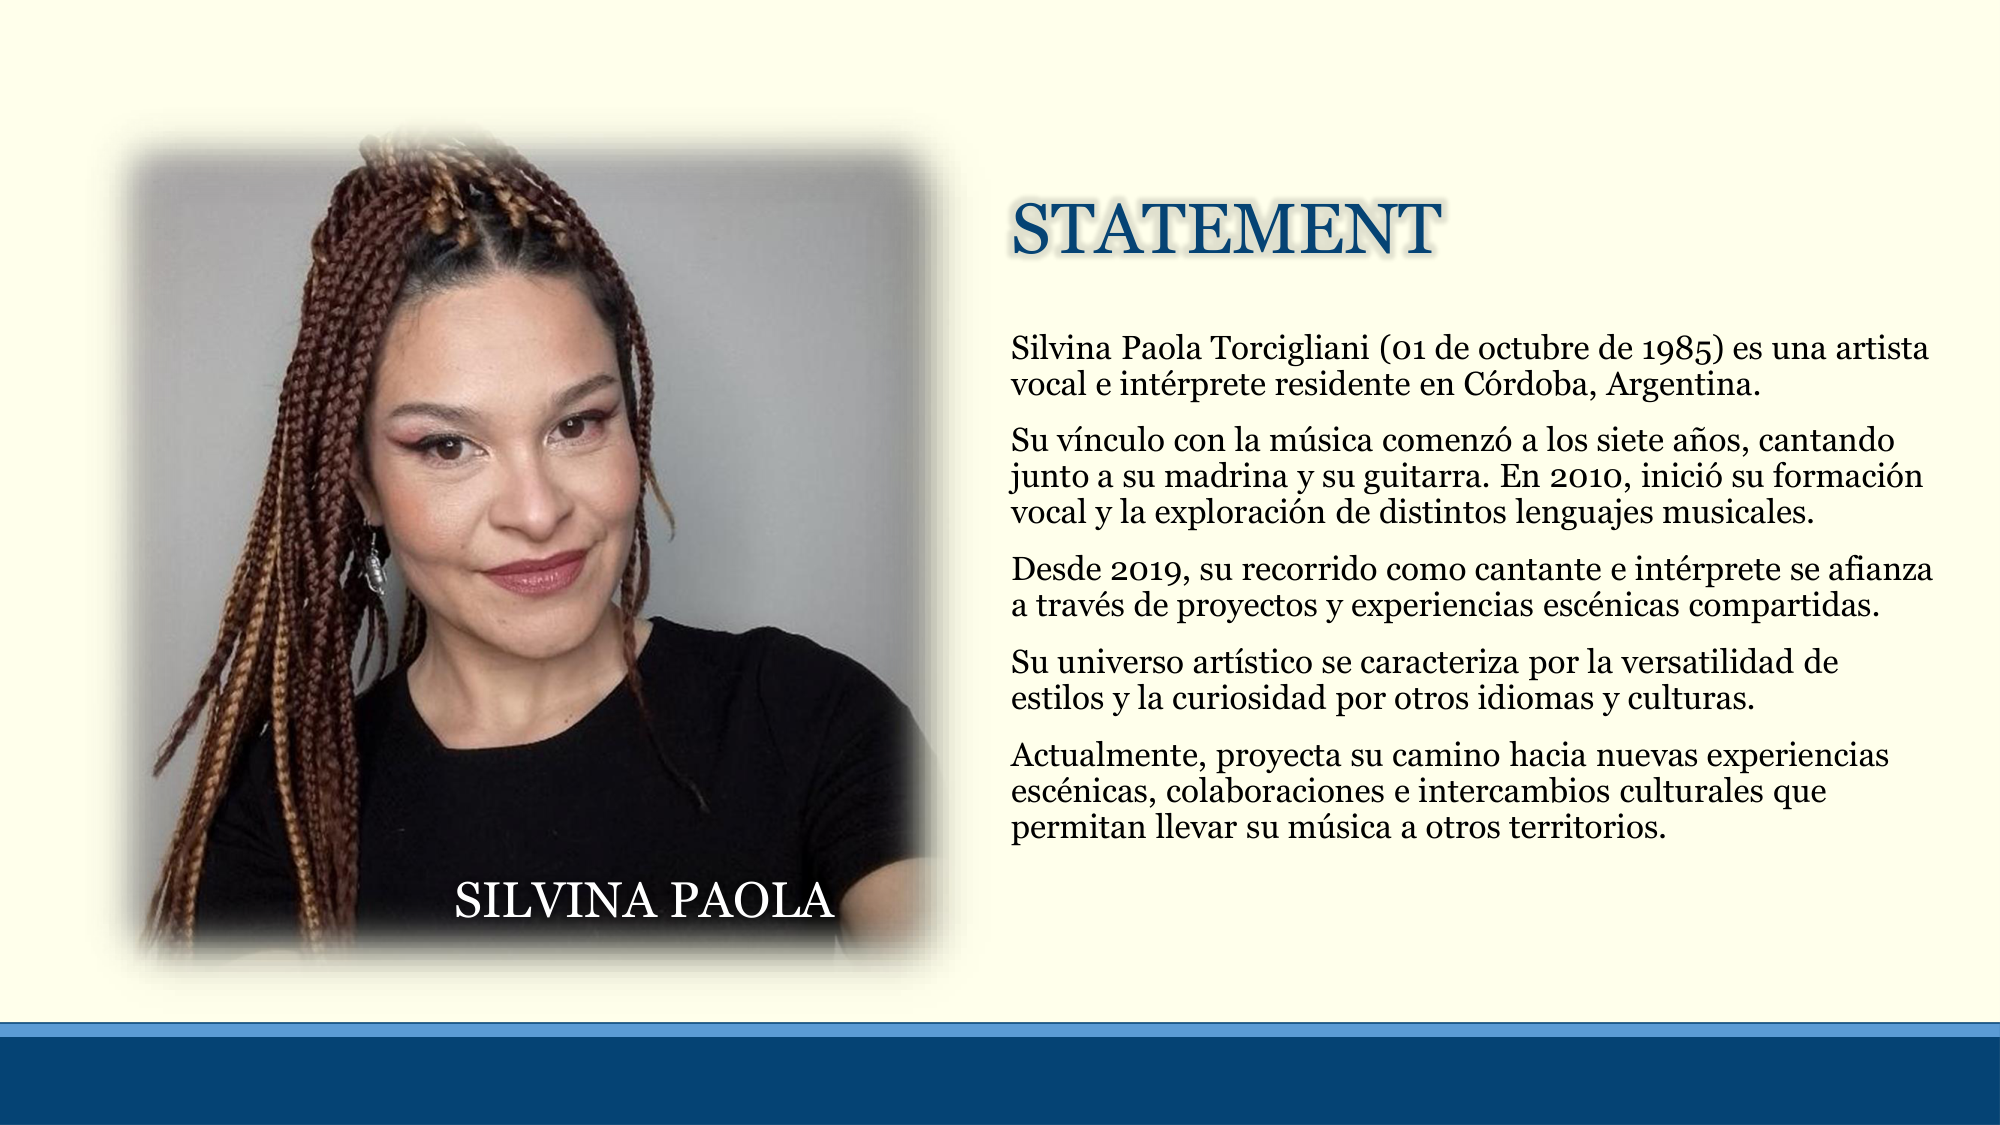 STATEMENT
Silvina Paola Torcigliani (01 de octubre de 1985) es una artista
vocal e intérprete residente en Córdoba, Argentina.
Su vínculo con la música comenzó a los siete años, cantando
junto a su madrina y su guitarra. En 2010, inició su formación
vocal y la exploración de distintos lenguajes musicales.
Desde 2019, su recorrido como cantante e intérprete se afianza
a través de proyectos y experiencias escénicas compartidas.
Su universo artístico se caracteriza por la versatilidad de
estilos y la curiosidad por otros idiomas y culturas.
Actualmente, proyecta su camino hacia nuevas experiencias
escénicas, colaboraciones e intercambios culturales que
permitan llevar su música a otros territorios.
SILVINA PAOLA